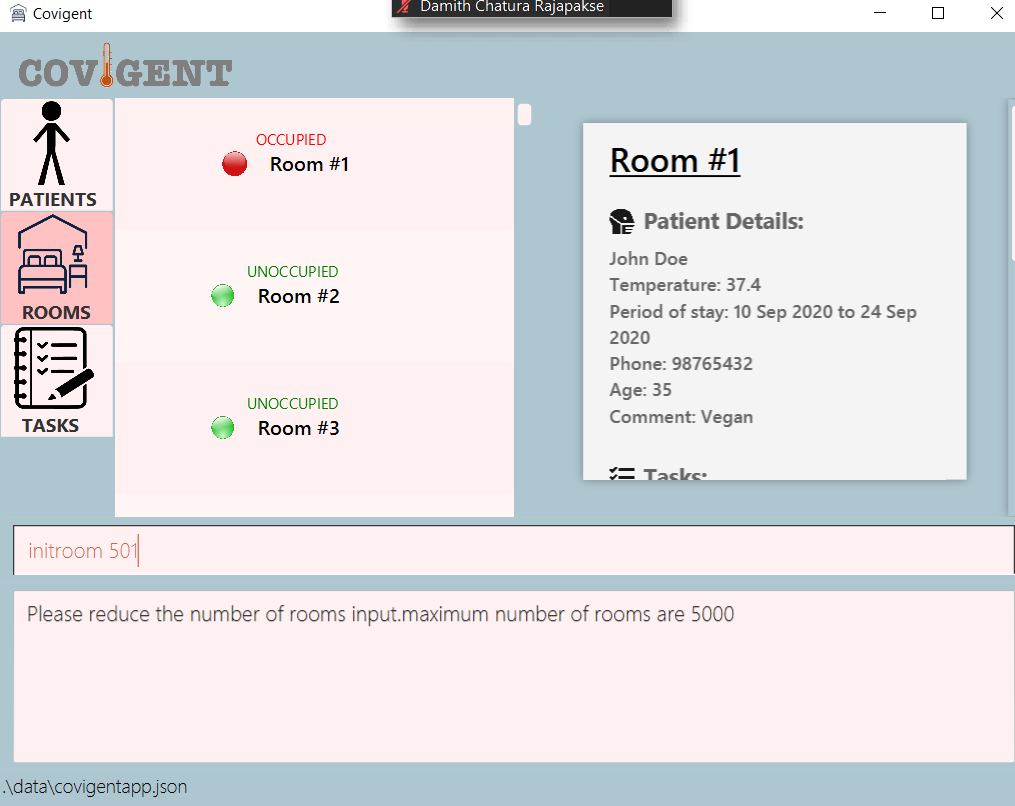 Covigent
Damith Chatura Rajapakse
COVIGENT
PATIENTS
ROOMS
TASKS
OCCUPIED
Room #1
UNOCCUPIED
Room #2
UNOCCUPIED
Room #3
Room #1
Patient Details:
John Doe
Temperature: 37.4
Period of stay: 10 Sep 2020 to 24 Sep
2020
Phone: 98765432
Age: 35
Comment: Vegan
Tasks:
initroom 501
Please reduce the number of rooms input.maximum number of rooms are 5000
.\data\covigentapp.json